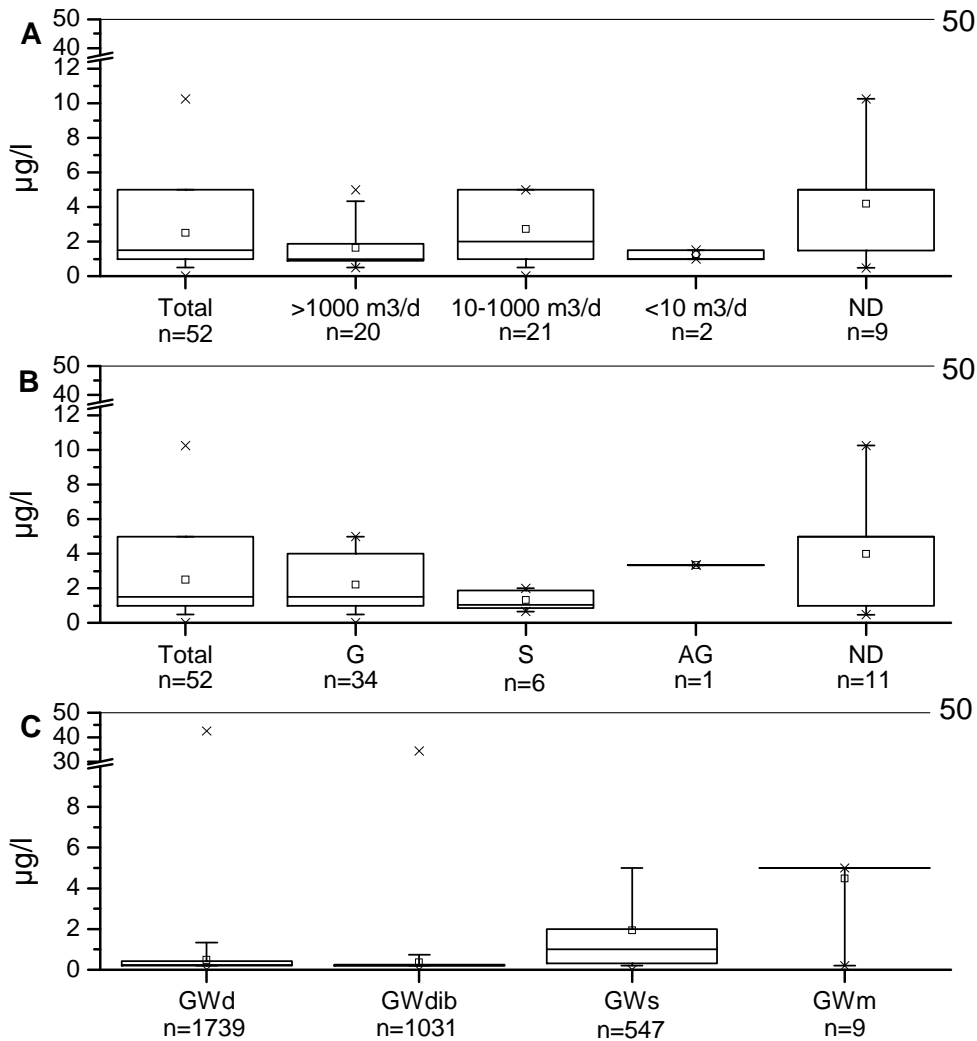 A
50
40
12
10
8
6
4
2
0
µg/l
50
Total
n=52
>1000 m3/d
n=20
10-1000 m3/d
n=21
<10 m3/d
n=2
ND
n=9
B
50
40
12
10
8
6
4
2
0
µg/l
50
Total
n=52
G
n=34
S
n=6
AG
n=1
ND
n=11
C
50
40
30
8
6
4
2
0
µg/l
50
GWd
n=1739
GWdib
n=1031
GWs
n=547
GWm
n=9